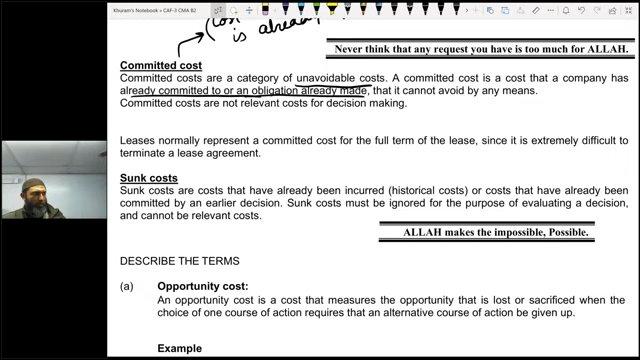 Khuram's Notebook › CAF-3 CMA B2
(cost
is already
Never think that any request you have is too much for ALLAH.
Committed cost
Committed costs are a category of unavoidable costs. A committed cost is a cost that a company has
already committed to or an obligation already made, that it cannot avoid by any means.
Committed costs are not relevant costs for decision making.
Leases normally represent a committed cost for the full term of the lease, since it is extremely difficult to
terminate a lease agreement.
Sunk costs
Sunk costs are costs that have already been incurred (historical costs) or costs that have already been
committed by an earlier decision. Sunk costs must be ignored for the purpose of evaluating a decision,
and cannot be relevant costs.
ALLAH makes the impossible, Possible.
DESCRIBE THE TERMS
(a) Opportunity cost:
An opportunity cost is a cost that measures the opportunity that is lost or sacrificed when the
choice of one course of action requires that an alternative course of action be given up.
Example